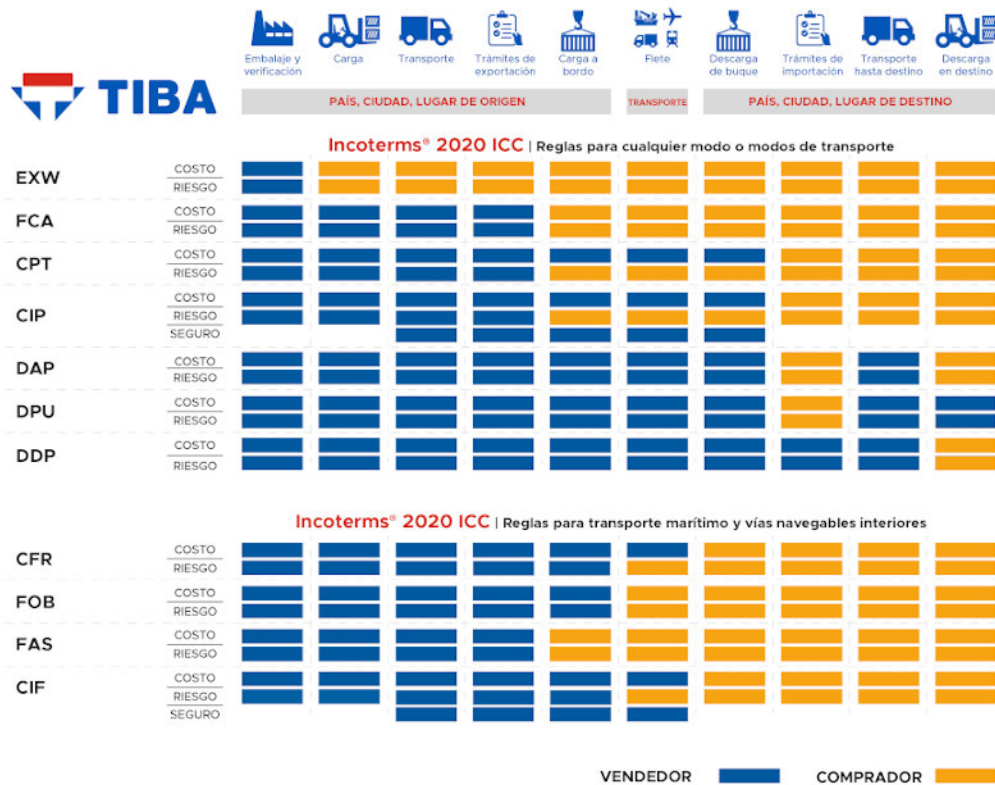 Embalaje y verificación
Carga
Transporte
Trámites de exportación
Carga a bordo
Flete
Descarga de buque
Trámites de importación
Transporte hasta destino
Descarga en destino
TIBA
PAÍS, CIUDAD, LUGAR DE ORIGEN
TRANSPORTE
PAÍS, CIUDAD, LUGAR DE DESTINO
Incoterms® 2020 ICC | Reglas para cualquier modo o modos de transporte
EXW
COSTO
RIESGO
FCA
COSTO
RIESGO
CPT
COSTO
RIESGO
CIP
COSTO
RIESGO
SEGURO
DAP
COSTO
RIESGO
DPU
COSTO
RIESGO
DDP
COSTO
RIESGO
Incoterms® 2020 ICC | Reglas para transporte marítimo y vías navegables interiores
CFR
COSTO
RIESGO
FOB
COSTO
RIESGO
FAS
COSTO
RIESGO
CIF
COSTO
RIESGO
SEGURO
VENDEDOR
COMPRADOR